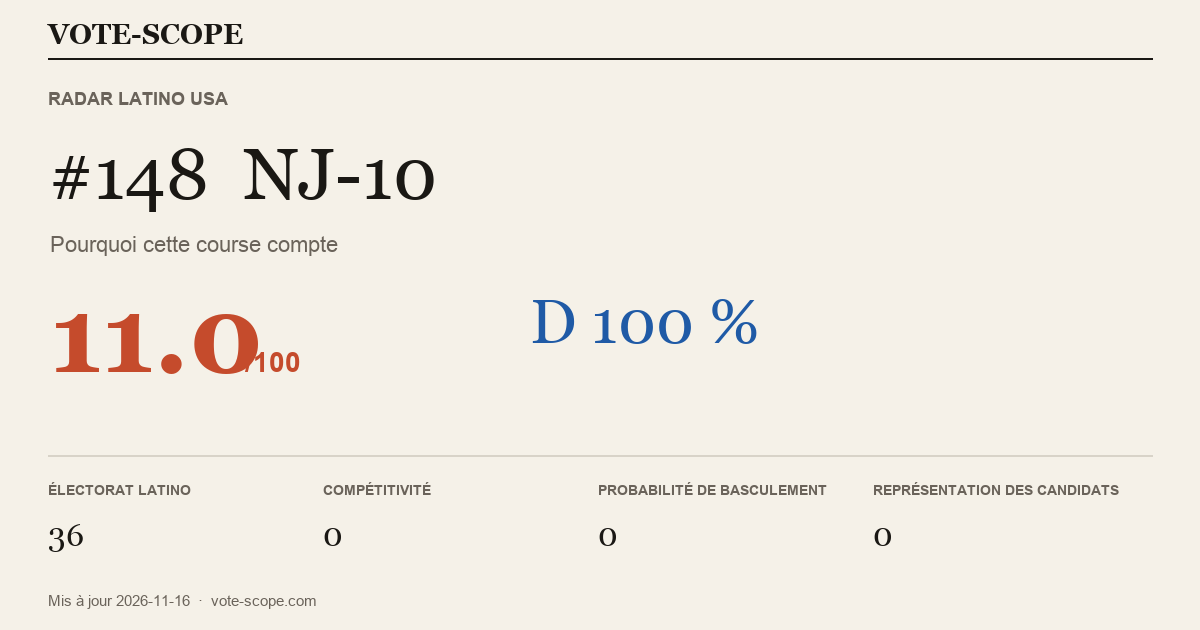 VOTE-SCOPE
RADAR LATINO USA
#148 NJ-10
Pourquoi cette course compte
11.0/100
D 100 %
ÉLECTORAT LATINO
COMPÉTITIVITÉ
PROBABILITÉ DE BASCULEMENT
REPRÉSENTATION DES CANDIDATS
36
0
0
0
Mis à jour 2026-11-16 · vote-scope.com